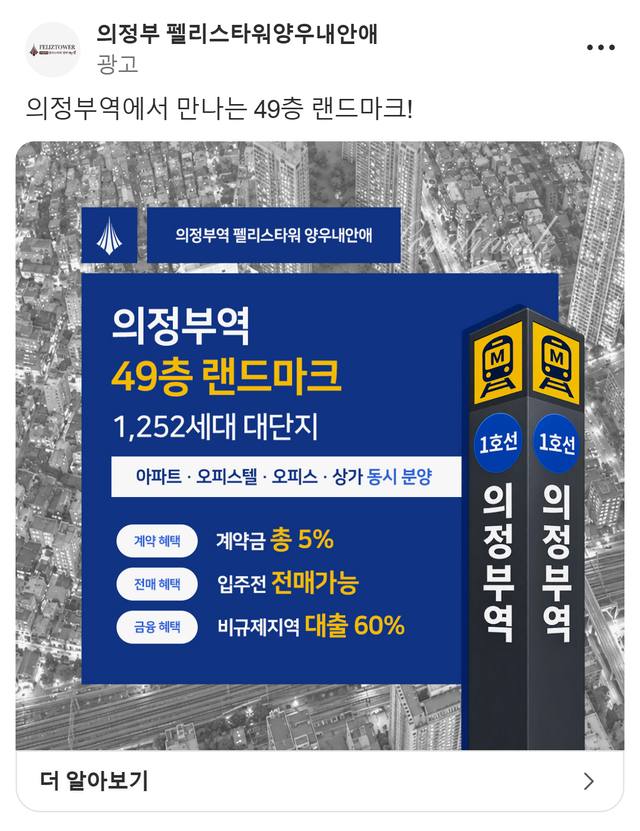 FELIZTOWER
의정부 펠리스타워양우내안애
광고
의정부역에서 만나는 49층 랜드마크!
의정부역 펠리스타워 양우내안애
의정부역
49층 랜드마크
1,252세대 대단지
아파트 · 오피스텔 · 오피스 · 상가 동시 분양
계약 혜택 계약금 총 5%
전매 혜택 입주전 전매가능
금융 혜택 비규제지역 대출 60%
M M
1호선 1호선
의정부역 의정부역
더 알아보기